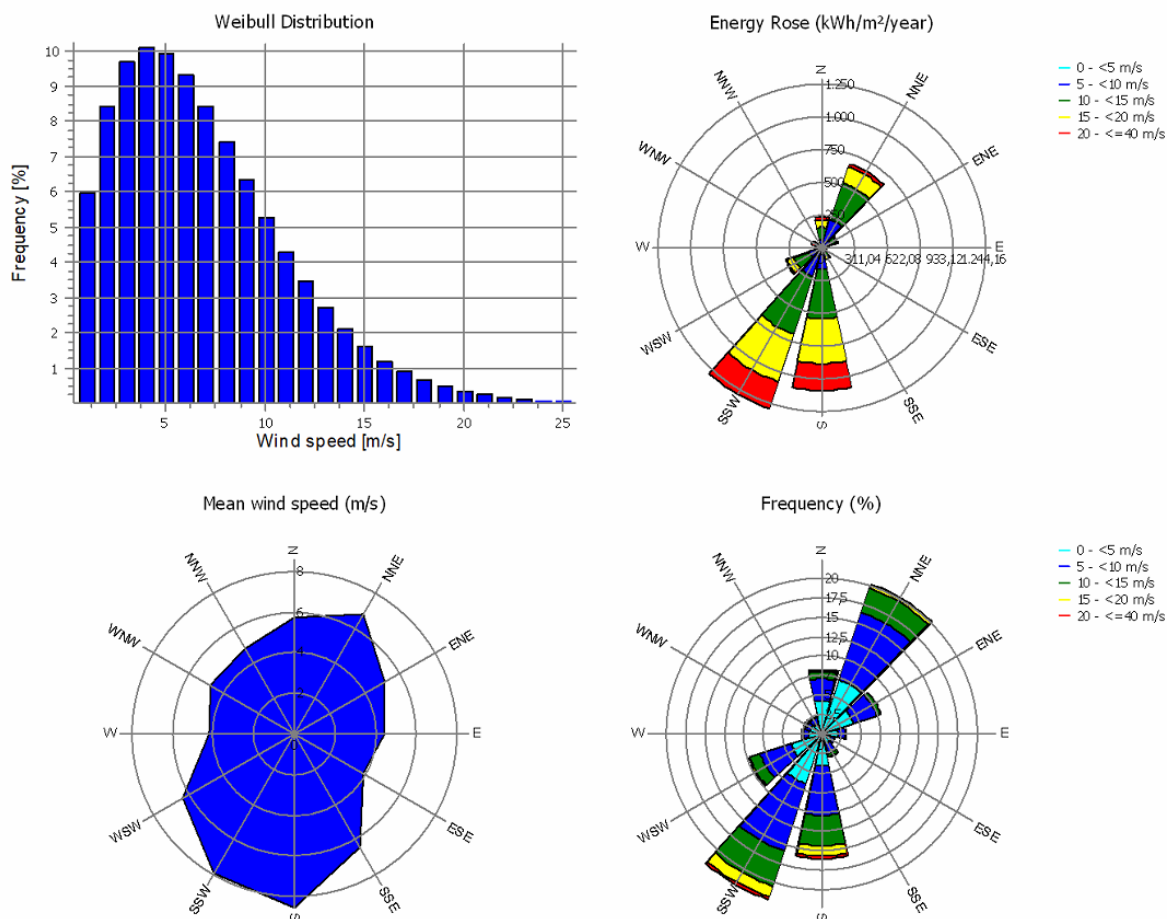 Weibull Distribution
Frequency [%]
10
9
8
7
6
5
4
3
2
1
5
10
15
20
25
Wind speed [m/s]
Energy Rose (kWh/m²/year)
N
NNE
ENE
E
ESE
SSE
S
SSW
WSW
W
WNW
NNW
1.250
1.000
750
500
311,04 622,08 933,121.244,16
0 - <5 m/s
5 - <10 m/s
10 - <15 m/s
15 - <20 m/s
20 - <=40 m/s
Mean wind speed (m/s)
N
NNE
ENE
E
ESE
SSE
S
SSW
WSW
W
WNW
NNW
8
6
4
2
Frequency (%)
N
NNE
ENE
E
ESE
SSE
S
SSW
WSW
W
WNW
NNW
20
17,5
15
12,5
10
2,5
0 - <5 m/s
5 - <10 m/s
10 - <15 m/s
15 - <20 m/s
20 - <=40 m/s